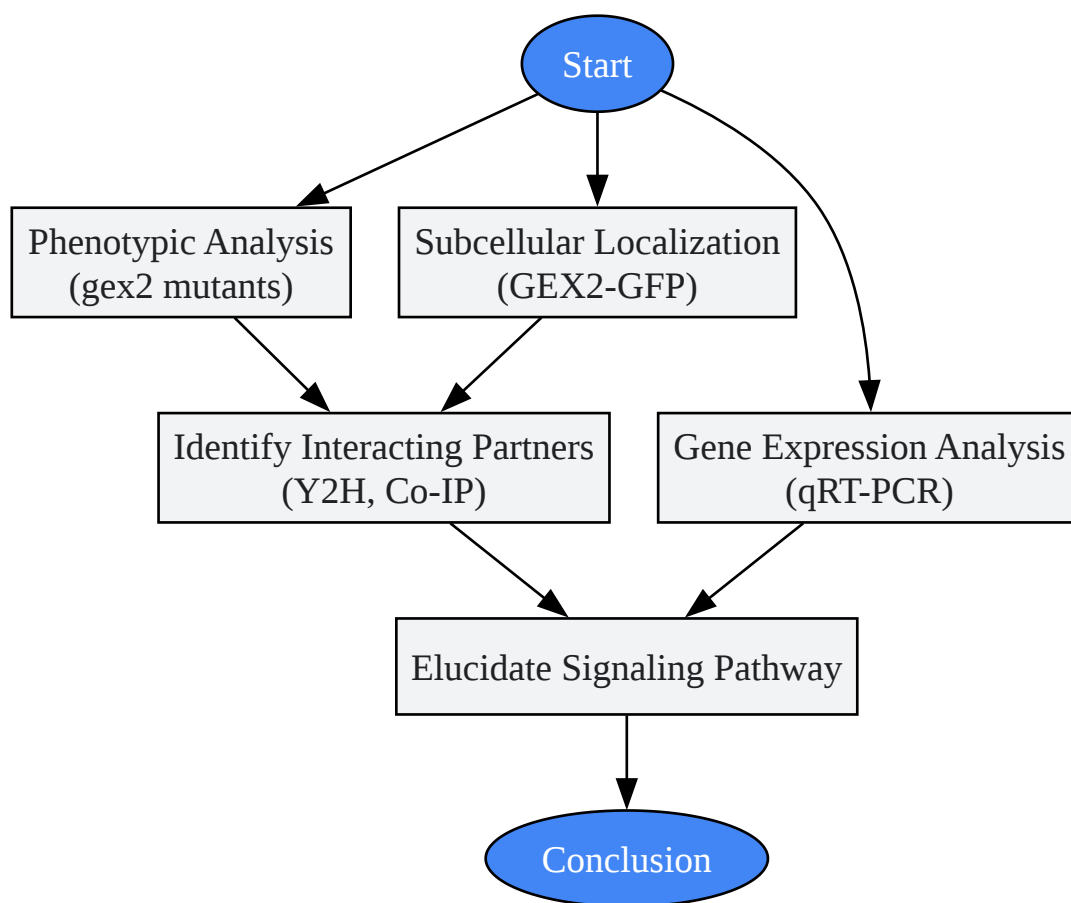 Start
Phenotypic Analysis
(gex2 mutants)
Subcellular Localization
(GEX2-GFP)
Identify Interacting Partners
(Y2H, Co-IP)
Gene Expression Analysis
(qRT-PCR)
Elucidate Signaling Pathway
Conclusion